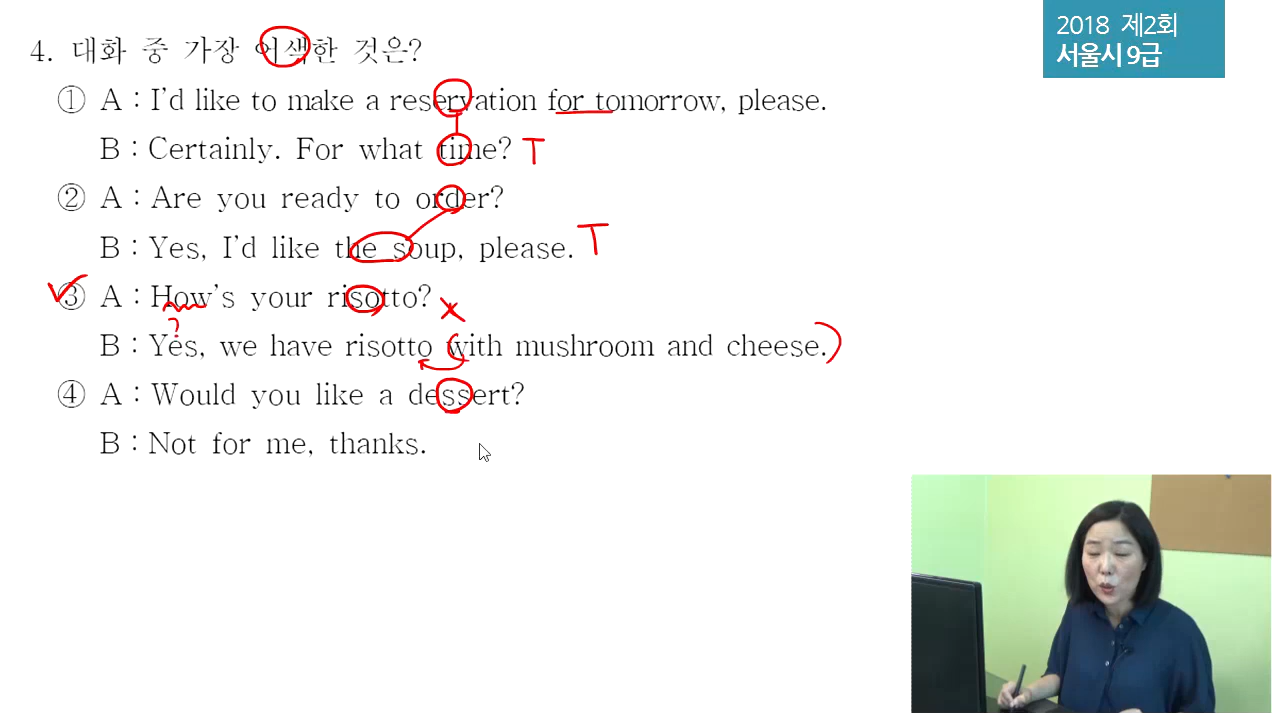 2018 제2회
서울시 9급
4. 대화 중 가장 어색한 것은?
① A : I'd like to make a reservation for tomorrow, please.
B : Certainly. For what time? T
② A : Are you ready to order?
B : Yes, I'd like the soup, please. T
③ A : How's your risotto? X
?
B : Yes, we have risotto with mushroom and cheese.
④ A : Would you like a dessert?
B : Not for me, thanks.